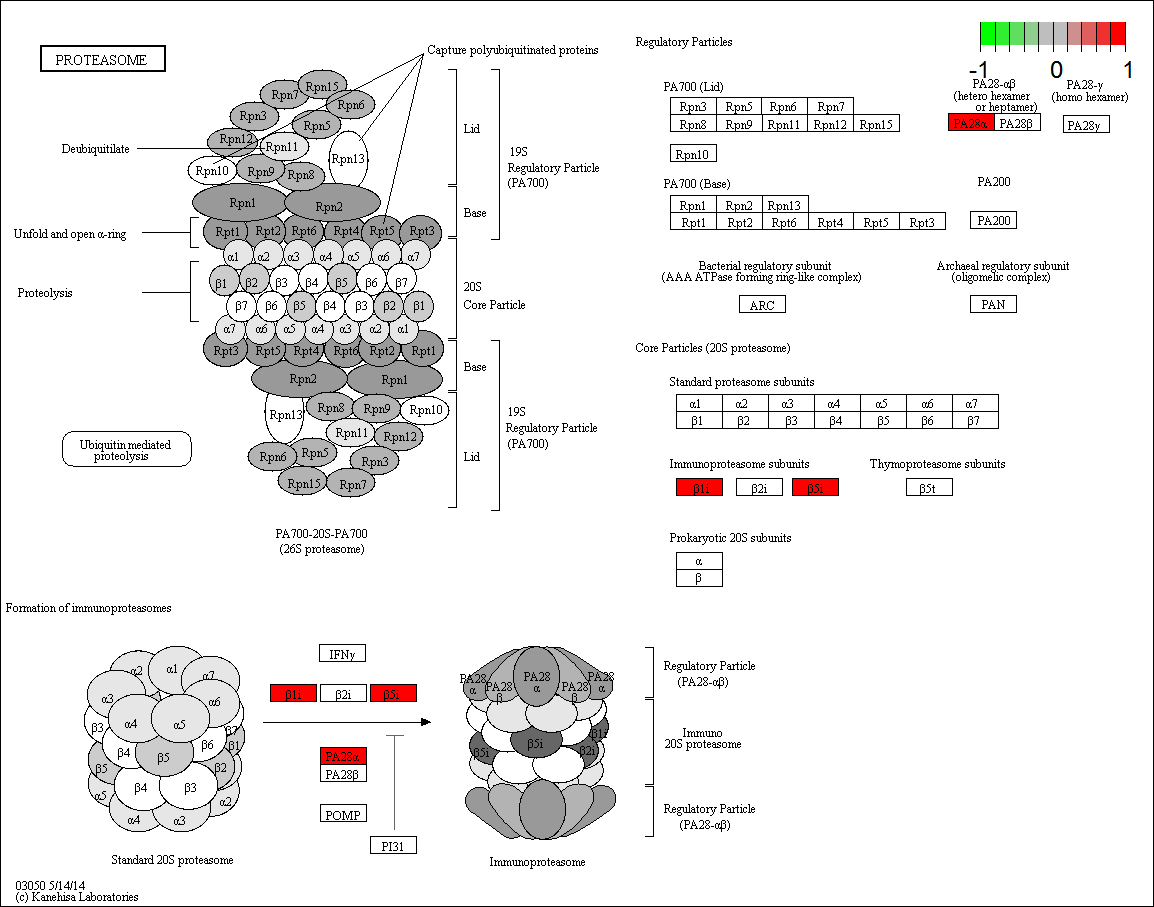 PROTEASOME
Capture polyubiquitinated proteins
Rpn15
Rpn7
Rpn6
Rpn3
Rpn5
Rpn12
Deubiquitilate
Rpn11
Rpn13
Rpn10
Rpn9
Rpn8
Rpn1
Rpn2
Rpt1 Rpt2 Rpt6 Rpt4 Rpt5 Rpt3
Unfold and open α-ring
α1 α2 α3 α4 α5 α6 α7
β1 β2 β3 β4 β5 β6 β7
Proteolysis
β7 β6 β5 β4 β3 β2 β1
α7 α6 α5 α4 α3 α2 α1
Rpt3 Rpt5 Rpt4 Rpt6 Rpt2 Rpt1
Rpn2 Rpn1
Rpn13 Rpn8 Rpn9 Rpn10
Rpn11 Rpn12
Rpn6 Rpn5 Rpn3
Rpn15 Rpn7
Lid
Base
19S
Regulatory Particle
(PA700)
20S
Core Particle
Base
Lid
19S
Regulatory Particle
(PA700)
Ubiquitin mediated
proteolysis
PA700-20S-PA700
(26S proteasome)
Regulatory Particles
-1 0 1
PA700 (Lid)
Rpn3 Rpn5 Rpn6 Rpn7
Rpn8 Rpn9 Rpn11 Rpn12 Rpn15
Rpn10
PA28-αβ
(hetero hexamer
or heptamer)
PA28α PA28β
PA28-γ
(homo hexamer)
PA28γ
PA700 (Base)
Rpn1 Rpn2 Rpn13
Rpt1 Rpt2 Rpt6 Rpt4 Rpt5 Rpt3
PA200
PA200
Bacterial regulatory subunit
(AAA ATPase forming ring-like complex)
ARC
Archaeal regulatory subunit
(oligomelic complex)
PAN
Core Particles (20S proteasome)
Standard proteasome subunits
α1 α2 α3 α4 α5 α6 α7
β1 β2 β3 β4 β5 β6 β7
Immunoproteasome subunits
β1i β2i β5i
Thymoproteasome subunits
β5t
Prokaryotic 20S subunits
α
β
Formation of immunoproteasomes
α2 α1 α7
α3 α6
α4 α5
β3 β7
β4 β6 β1
β5 β5 β2
β4 β3
α5 α2
α4 α3
Standard 20S proteasome
IFNγ
β1i β2i β5i
PA28α
PA28β
POMP
PI31
PA28 α
PA28 β
PA28 α
PA28 β
PA28 α
β1i
β5i β5i β2i
Immunoproteasome
Regulatory Particle
(PA28-αβ)
Immuno
20S proteasome
Regulatory Particle
(PA28-αβ)
03050 5/14/14
(c) Kanehisa Laboratories